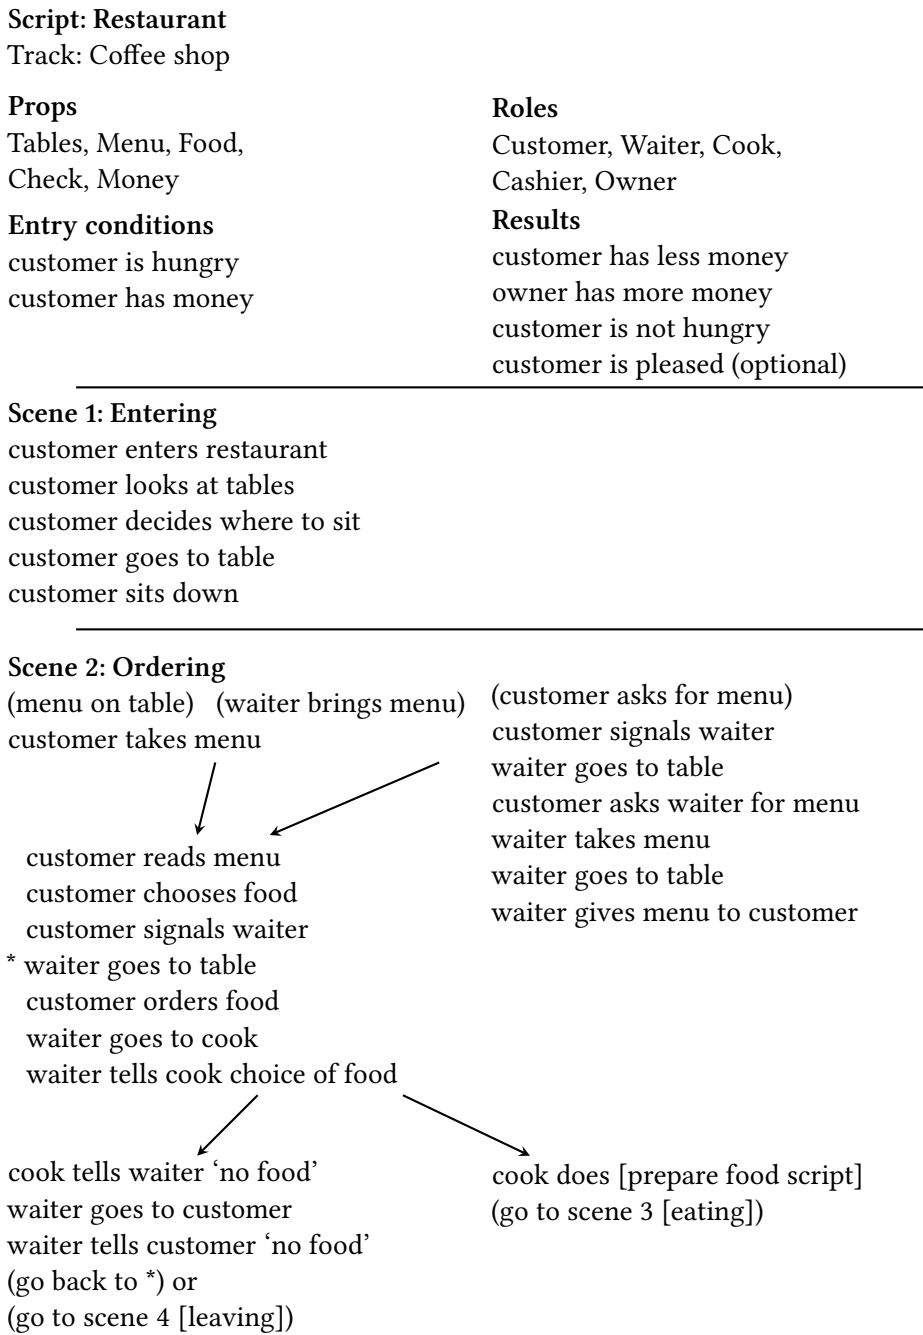 Script: Restaurant
Track: Coffee shop
Props
Tables, Menu, Food,
Check, Money
Roles
Customer, Waiter, Cook,
Cashier, Owner
Entry conditions
customer is hungry
customer has money
Results
customer has less money
owner has more money
customer is not hungry
customer is pleased (optional)
Scene 1: Entering
customer enters restaurant
customer looks at tables
customer decides where to sit
customer goes to table
customer sits down
Scene 2: Ordering
(menu on table) (waiter brings menu)
customer takes menu
(customer asks for menu)
customer signals waiter
waiter goes to table
customer asks waiter for menu
waiter takes menu
waiter goes to table
waiter gives menu to customer
customer reads menu
customer chooses food
customer signals waiter
* waiter goes to table
customer orders food
waiter goes to cook
waiter tells cook choice of food
cook tells waiter ‘no food’
waiter goes to customer
waiter tells customer ‘no food’
(go back to *) or
(go to scene 4 [leaving])
cook does [prepare food script]
(go to scene 3 [eating])